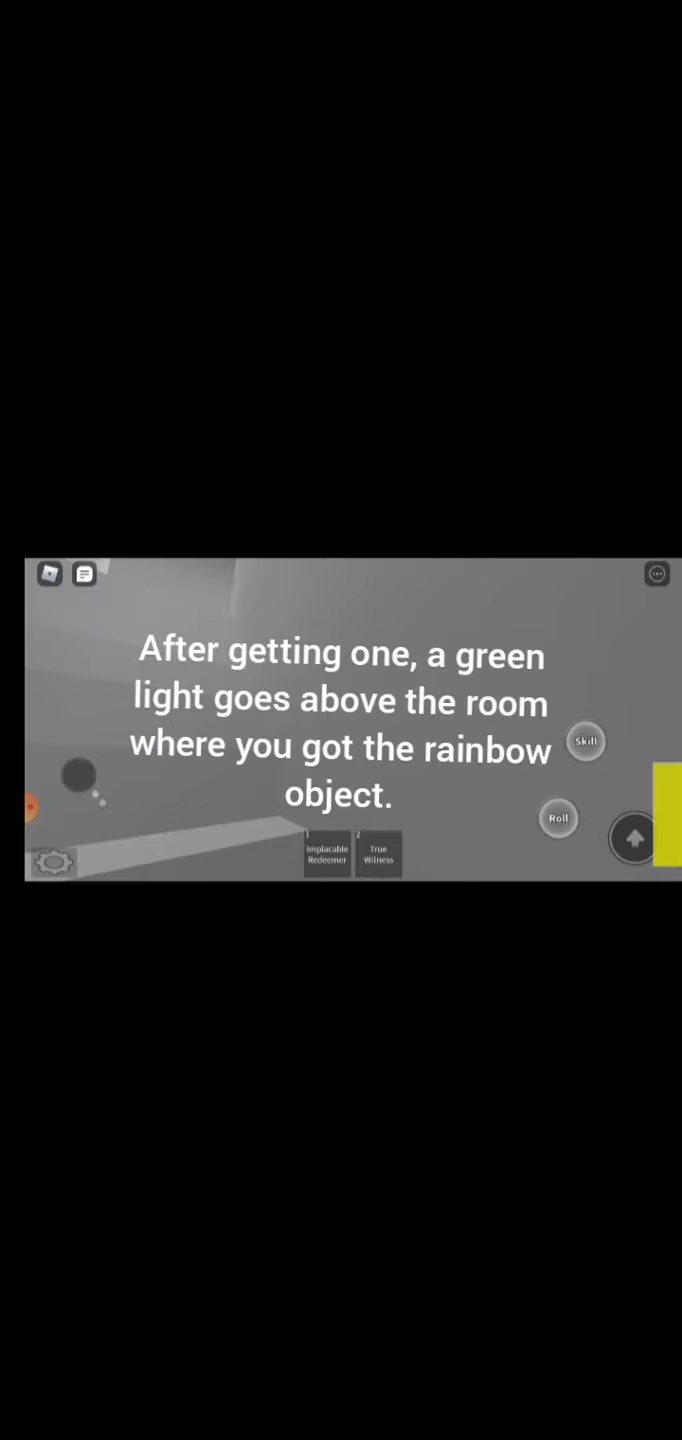 After getting one, a green
light goes above the room
where you got the rainbow
object.
Skill
Roll
1
Implacable
Redeemer
2
True
Witness